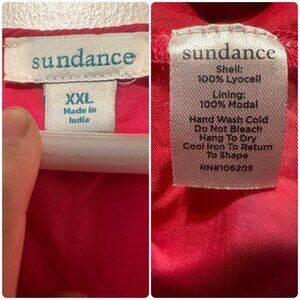 sundance
XXL
Made in
India
sundance
Shell:
100% Lyocell
Lining:
100% Modal
Hand Wash Cold
Do Not Bleach
Hang To Dry
Cool Iron To Return
To Shape
RN#106205